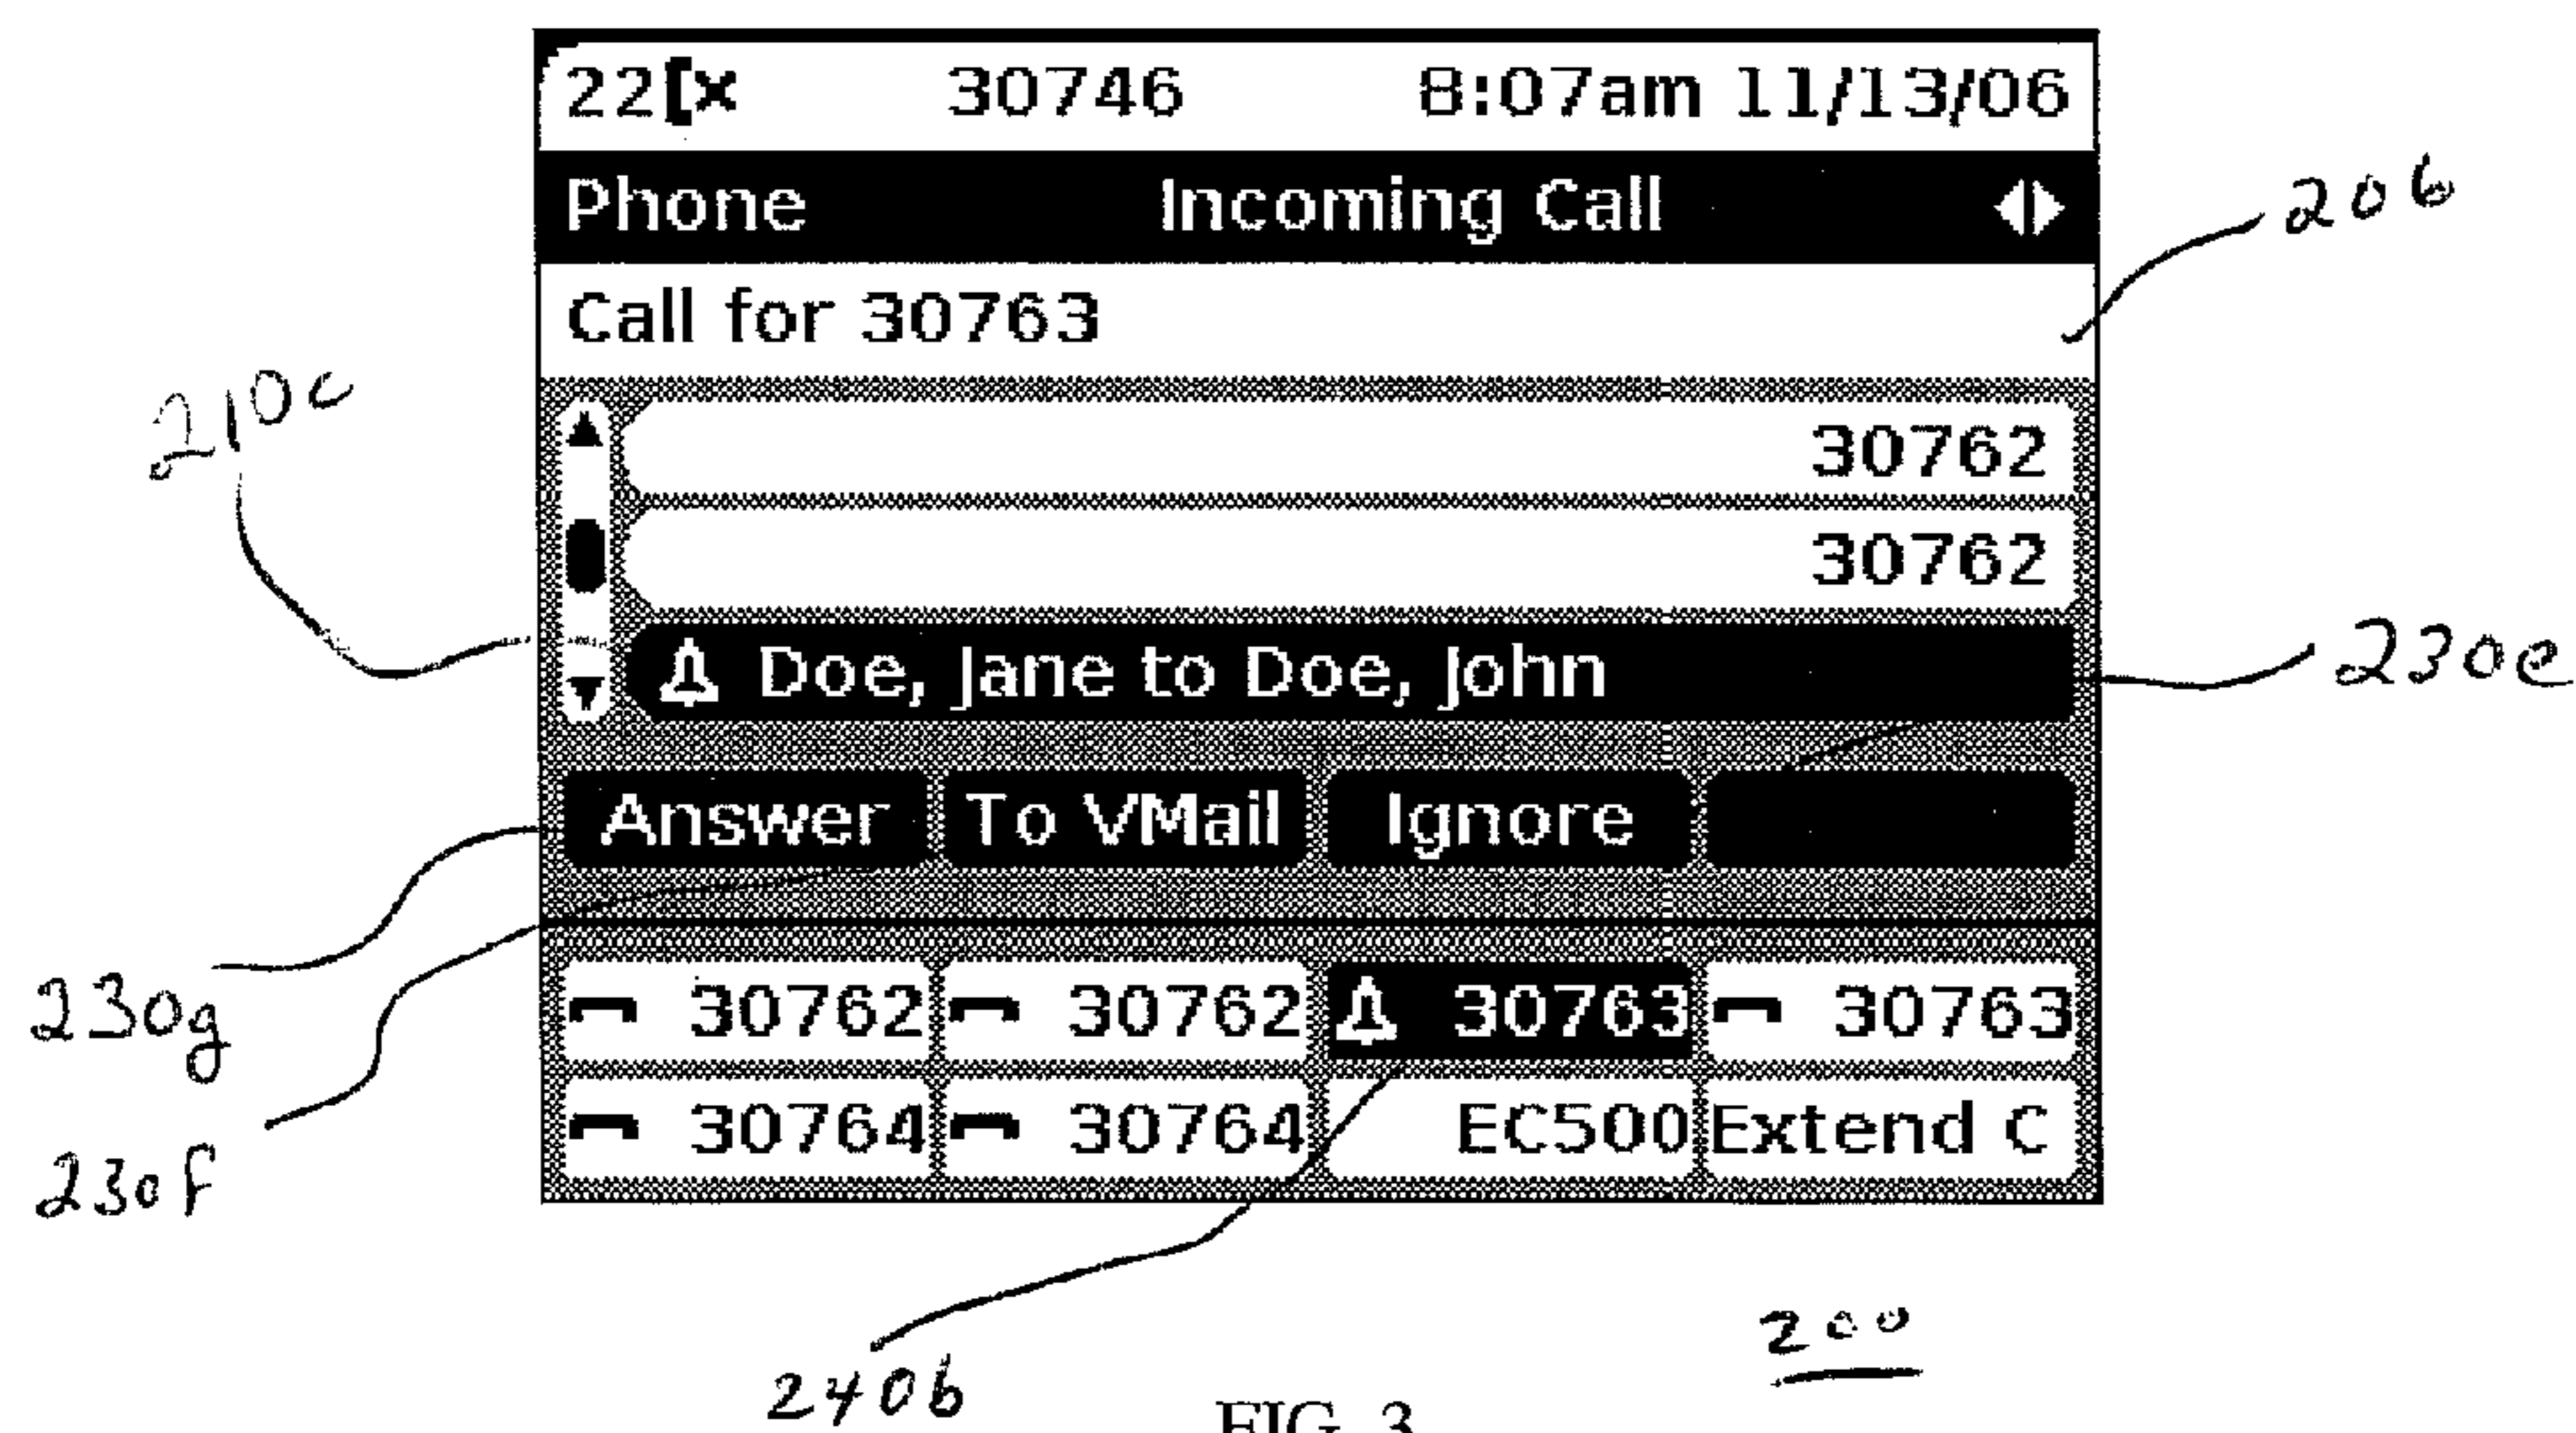 22[× 30746 8:07am 11/13/06
Phone Incoming Call
206
Call for 30763
210c
30762
30762
Doe, Jane to Doe, John
230e
Answer To VMail Ignore
230g
30762 30762 30763 30763
230f
30764 30764 EC500 Extend C
240b
200
FIG. 3